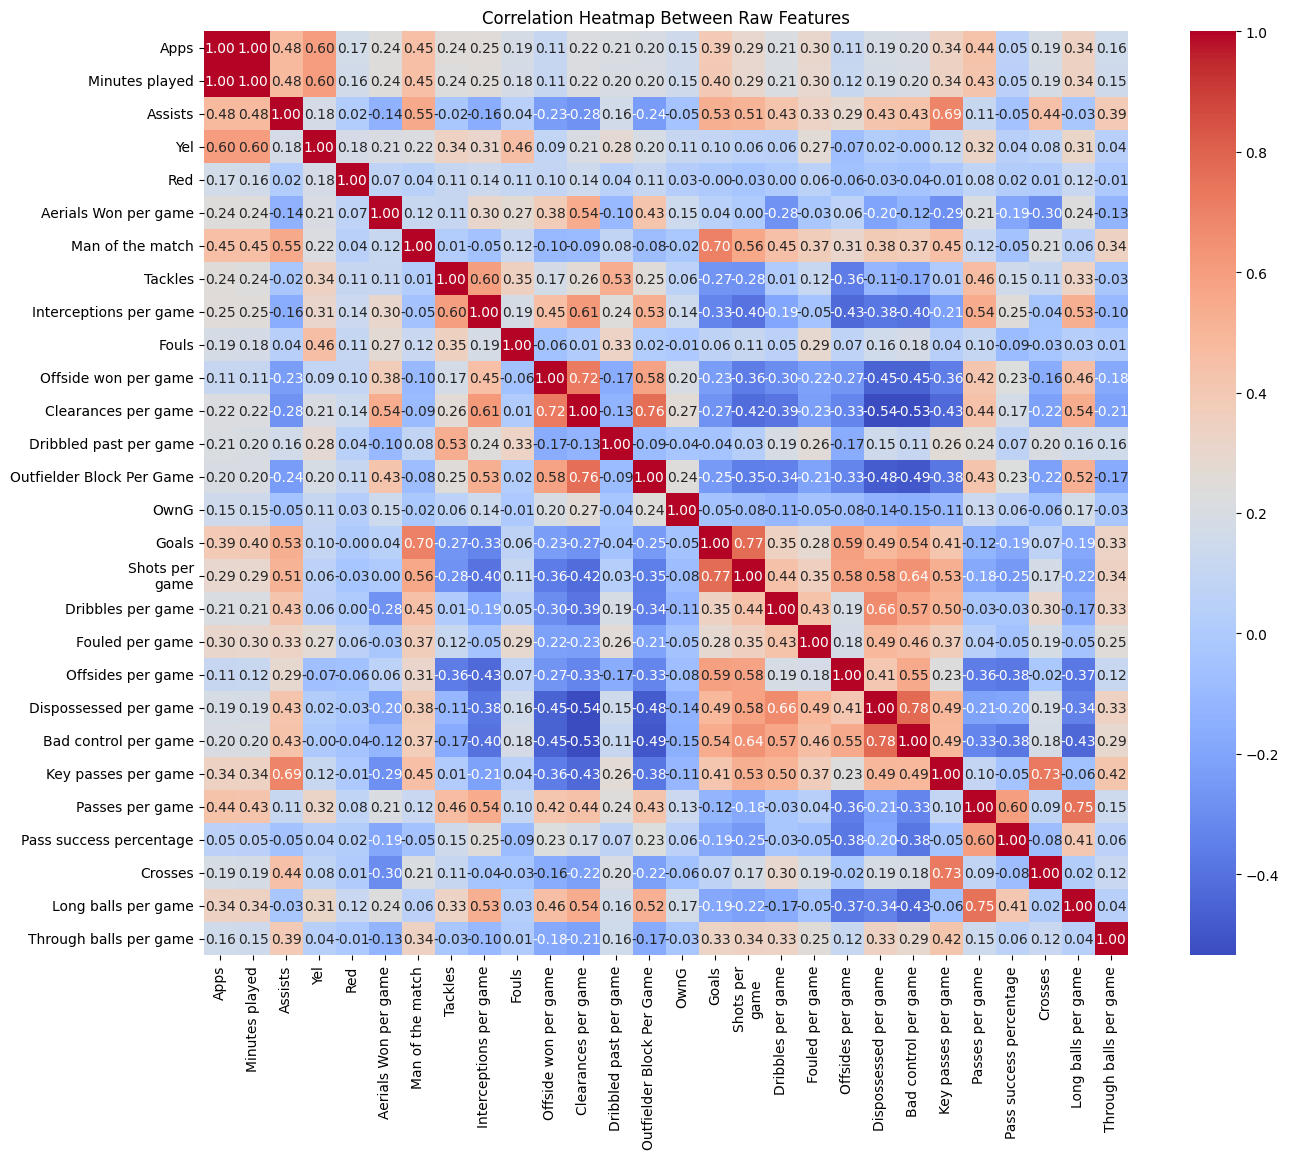 Correlation Heatmap Between Raw Features
Apps 1.00 1.00 0.48 0.60 0.17 0.24 0.45 0.24 0.25 0.19 0.11 0.22 0.21 0.20 0.15 0.39 0.29 0.21 0.30 0.11 0.19 0.20 0.34 0.44 0.05 0.19 0.34 0.16
Minutes played 1.00 1.00 0.48 0.60 0.16 0.24 0.45 0.24 0.25 0.18 0.11 0.22 0.20 0.20 0.15 0.40 0.29 0.21 0.30 0.12 0.19 0.20 0.34 0.43 0.05 0.19 0.34 0.15
Assists 0.48 0.48 1.00 0.18 0.02 -0.14 0.55 -0.02 -0.16 0.04 -0.23 -0.28 0.16 -0.24 -0.05 0.53 0.51 0.43 0.33 0.29 0.43 0.43 0.69 0.11 -0.05 0.44 -0.03 0.39
Yel 0.60 0.60 0.18 1.00 0.18 0.21 0.22 0.34 0.31 0.46 0.09 0.21 0.28 0.20 0.11 0.10 0.06 0.06 0.27 -0.07 0.02 -0.00 0.12 0.32 0.04 0.08 0.31 0.04
Red 0.17 0.16 0.02 0.18 1.00 0.07 0.04 0.11 0.14 0.11 0.10 0.14 0.04 0.11 0.03 -0.00 -0.03 0.00 0.06 -0.06 -0.03 -0.04 -0.01 0.08 0.02 0.01 0.12 -0.01
Aerials Won per game 0.24 0.24 -0.14 0.21 0.07 1.00 0.12 0.11 0.30 0.27 0.38 0.54 -0.10 0.43 0.15 0.04 0.00 -0.28 -0.03 0.06 -0.20 -0.12 -0.29 0.21 -0.19 -0.30 0.24 -0.13
Man of the match 0.45 0.45 0.55 0.22 0.04 0.12 1.00 0.01 -0.05 0.12 -0.10 -0.09 0.08 -0.08 -0.02 0.70 0.56 0.45 0.37 0.31 0.38 0.37 0.45 0.12 -0.05 0.21 0.06 0.34
Tackles 0.24 0.24 -0.02 0.34 0.11 0.11 0.01 1.00 0.60 0.35 0.17 0.26 0.53 0.25 0.06 -0.27 -0.28 0.01 0.12 -0.36 -0.11 -0.17 0.01 0.46 0.15 0.11 0.33 -0.03
Interceptions per game 0.25 0.25 -0.16 0.31 0.14 0.30 -0.05 0.60 1.00 0.19 0.45 0.61 0.24 0.53 0.14 -0.33 -0.40 -0.19 -0.05 -0.43 -0.38 -0.40 -0.21 0.54 0.25 -0.04 0.53 -0.10
Fouls 0.19 0.18 0.04 0.46 0.11 0.27 0.12 0.35 0.19 1.00 -0.06 0.01 0.33 0.02 -0.01 0.06 0.11 0.05 0.29 0.07 0.16 0.18 0.04 0.10 -0.09 -0.03 0.03 0.01
Offside won per game 0.11 0.11 -0.23 0.09 0.10 0.38 -0.10 0.17 0.45 -0.06 1.00 0.72 -0.17 0.58 0.20 -0.23 -0.36 -0.30 -0.22 -0.27 -0.45 -0.45 -0.36 0.42 0.23 -0.16 0.46 -0.18
Clearances per game 0.22 0.22 -0.28 0.21 0.14 0.54 -0.09 0.26 0.61 0.01 0.72 1.00 -0.13 0.76 0.27 -0.27 -0.42 -0.39 -0.23 -0.33 -0.54 -0.53 -0.43 0.44 0.17 -0.22 0.54 -0.21
Dribbled past per game 0.21 0.20 0.16 0.28 0.04 -0.10 0.08 0.53 0.24 0.33 -0.17 -0.13 1.00 -0.09 -0.04 -0.04 0.03 0.19 0.26 -0.17 0.15 0.11 0.26 0.24 0.07 0.20 0.16 0.16
Outfielder Block Per Game 0.20 0.20 -0.24 0.20 0.11 0.43 -0.08 0.25 0.53 0.02 0.58 0.76 -0.09 1.00 0.24 -0.25 -0.35 -0.34 -0.21 -0.33 -0.48 -0.49 -0.38 0.43 0.23 -0.22 0.52 -0.17
OwnG 0.15 0.15 -0.05 0.11 0.03 0.15 -0.02 0.06 0.14 -0.01 0.20 0.27 -0.04 0.24 1.00 -0.05 -0.08 -0.11 -0.05 -0.08 -0.14 -0.15 -0.11 0.13 0.06 -0.06 0.17 -0.03
Goals 0.39 0.40 0.53 0.10 -0.00 0.04 0.70 -0.27 -0.33 0.06 -0.23 -0.27 -0.04 -0.25 -0.05 1.00 0.77 0.35 0.28 0.59 0.49 0.54 0.41 -0.12 -0.19 0.07 -0.19 0.33
Shots per
game 0.29 0.29 0.51 0.06 -0.03 0.00 0.56 -0.28 -0.40 0.11 -0.36 -0.42 0.03 -0.35 -0.08 0.77 1.00 0.44 0.35 0.58 0.58 0.64 0.53 -0.18 -0.25 0.17 -0.22 0.34
Dribbles per game 0.21 0.21 0.43 0.06 0.00 -0.28 0.45 0.01 -0.19 0.05 -0.30 -0.39 0.19 -0.34 -0.11 0.35 0.44 1.00 0.43 0.19 0.66 0.57 0.50 -0.03 -0.03 0.30 -0.17 0.33
Fouled per game 0.30 0.30 0.33 0.27 0.06 -0.03 0.37 0.12 -0.05 0.29 -0.22 -0.23 0.26 -0.21 -0.05 0.28 0.35 0.43 1.00 0.18 0.49 0.46 0.37 0.04 -0.05 0.19 -0.05 0.25
Offsides per game 0.11 0.12 0.29 -0.07 -0.06 0.06 0.31 -0.36 -0.43 0.07 -0.27 -0.33 -0.17 -0.33 -0.08 0.59 0.58 0.19 0.18 1.00 0.41 0.55 0.23 -0.36 -0.38 -0.02 -0.37 0.12
Dispossessed per game 0.19 0.19 0.43 0.02 -0.03 -0.20 0.38 -0.11 -0.38 0.16 -0.45 -0.54 0.15 -0.48 -0.14 0.49 0.58 0.66 0.49 0.41 1.00 0.78 0.49 -0.21 -0.20 0.19 -0.34 0.33
Bad control per game 0.20 0.20 0.43 -0.00 -0.04 -0.12 0.37 -0.17 -0.40 0.18 -0.45 -0.53 0.11 -0.49 -0.15 0.54 0.64 0.57 0.46 0.55 0.78 1.00 0.49 -0.33 -0.38 0.18 -0.43 0.29
Key passes per game 0.34 0.34 0.69 0.12 -0.01 -0.29 0.45 0.01 -0.21 0.04 -0.36 -0.43 0.26 -0.38 -0.11 0.41 0.53 0.50 0.37 0.23 0.49 0.49 1.00 0.10 -0.05 0.73 -0.06 0.42
Passes per game 0.44 0.43 0.11 0.32 0.08 0.21 0.12 0.46 0.54 0.10 0.42 0.44 0.24 0.43 0.13 -0.12 -0.18 -0.03 0.04 -0.36 -0.21 -0.33 0.10 1.00 0.60 0.09 0.75 0.15
Pass success percentage 0.05 0.05 -0.05 0.04 0.02 -0.19 -0.05 0.15 0.25 -0.09 0.23 0.17 0.07 0.23 0.06 -0.19 -0.25 -0.03 -0.05 -0.38 -0.20 -0.38 -0.05 0.60 1.00 -0.08 0.41 0.06
Crosses 0.19 0.19 0.44 0.08 0.01 -0.30 0.21 0.11 -0.04 -0.03 -0.16 -0.22 0.20 -0.22 -0.06 0.07 0.17 0.30 0.19 -0.02 0.19 0.18 0.73 0.09 -0.08 1.00 0.02 0.12
Long balls per game 0.34 0.34 -0.03 0.31 0.12 0.24 0.06 0.33 0.53 0.03 0.46 0.54 0.16 0.52 0.17 -0.19 -0.22 -0.17 -0.05 -0.37 -0.34 -0.43 -0.06 0.75 0.41 0.02 1.00 0.04
Through balls per game 0.16 0.15 0.39 0.04 -0.01 -0.13 0.34 -0.03 -0.10 0.01 -0.18 -0.21 0.16 -0.17 -0.03 0.33 0.34 0.33 0.25 0.12 0.33 0.29 0.42 0.15 0.06 0.12 0.04 1.00
Apps
Minutes played
Assists
Yel
Red
Aerials Won per game
Man of the match
Tackles
Interceptions per game
Fouls
Offside won per game
Clearances per game
Dribbled past per game
Outfielder Block Per Game
OwnG
Goals
Shots per
game
Dribbles per game
Fouled per game
Offsides per game
Dispossessed per game
Bad control per game
Key passes per game
Passes per game
Pass success percentage
Crosses
Long balls per game
Through balls per game
1.0
0.8
0.6
0.4
0.2
0.0
−0.2
−0.4